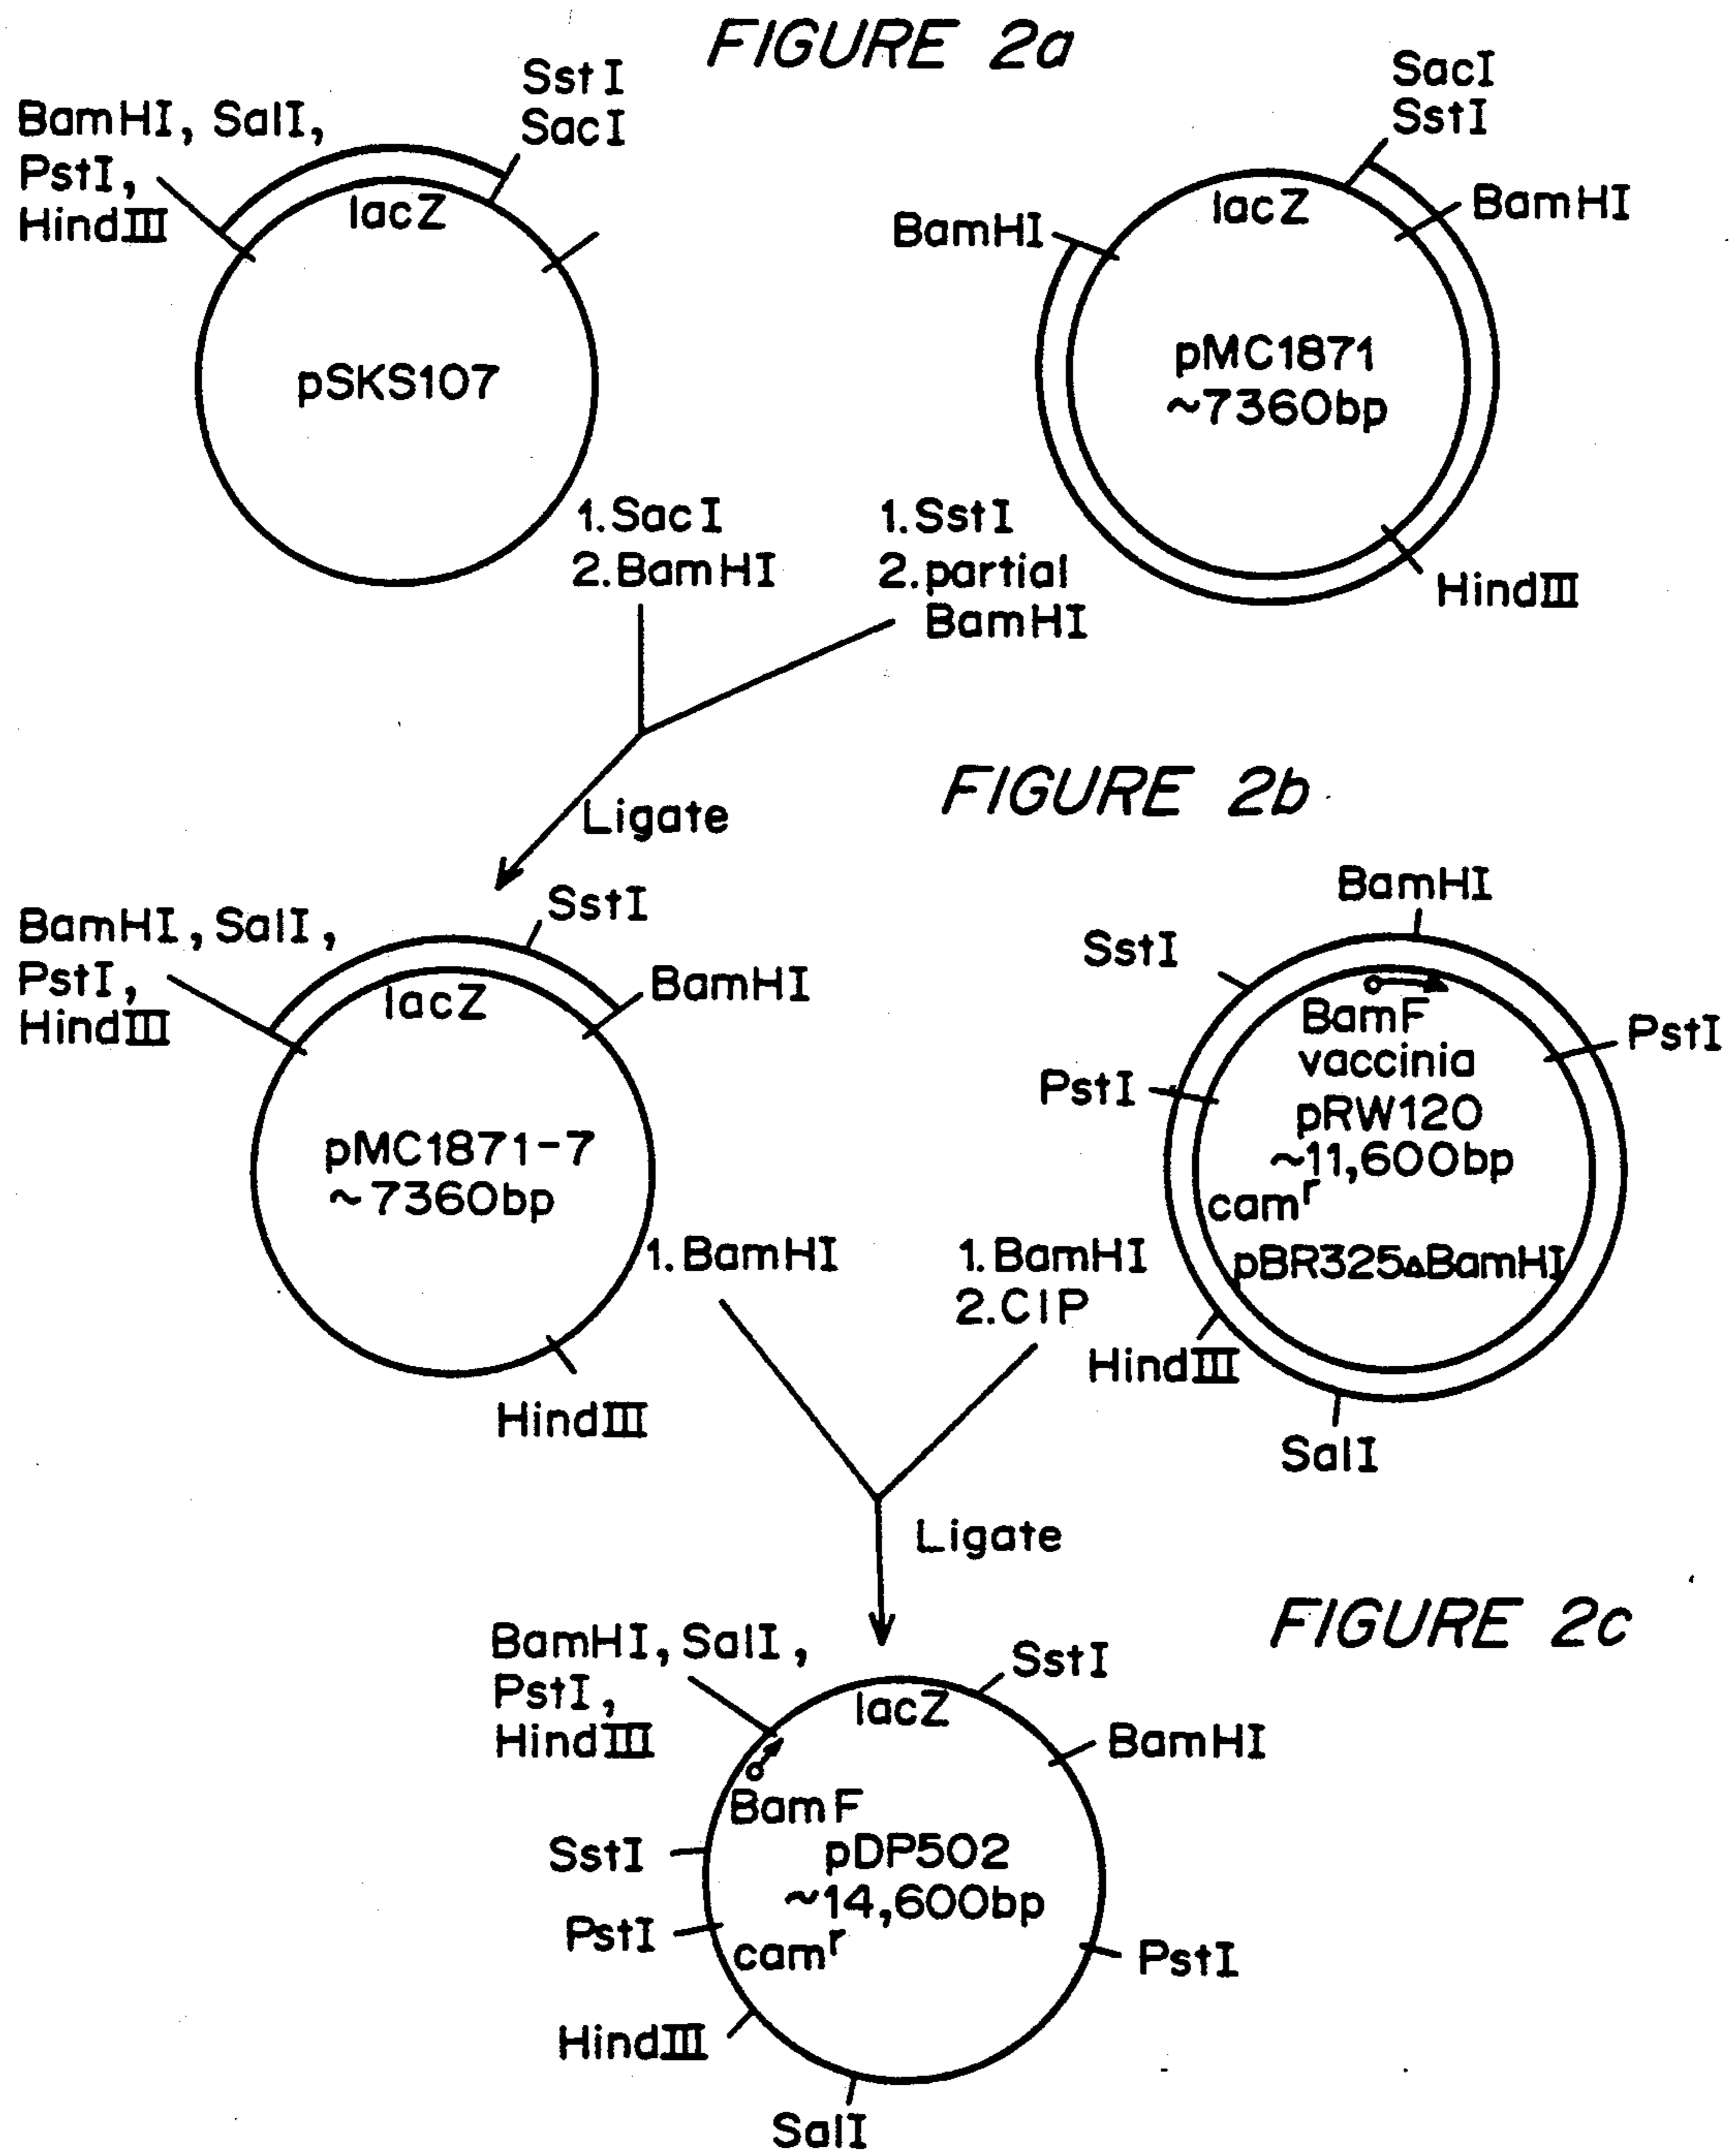 FIGURE 2a
BamHI, SalI,
PstI,
HindIII
SstI
SacI
lacZ
pSKS107
SacI
SstI
BamHI
lacZ
BamHI
pMC1871
~7360bp
HindIII
1.SacI
2.BamHI
1.SstI
2.partial
BamHI
Ligate
FIGURE 2b
BamHI, SalI,
PstI,
HindIII
SstI
lacZ
BamHI
pMC1871-7
~7360bp
HindIII
BamHI
SstI
BamF
vaccinia
PstI
PstI
pRW120
~11,600bp
camʳ
pBR325ΔBamHI
HindIII
SalI
1.BamHI
1.BamHI
2.CIP
Ligate
FIGURE 2c
BamHI, SalI,
PstI,
HindIII
lacZ
SstI
BamHI
BamF
SstI
pDP502
~14,600bp
PstI
camʳ
PstI
HindIII
SalI